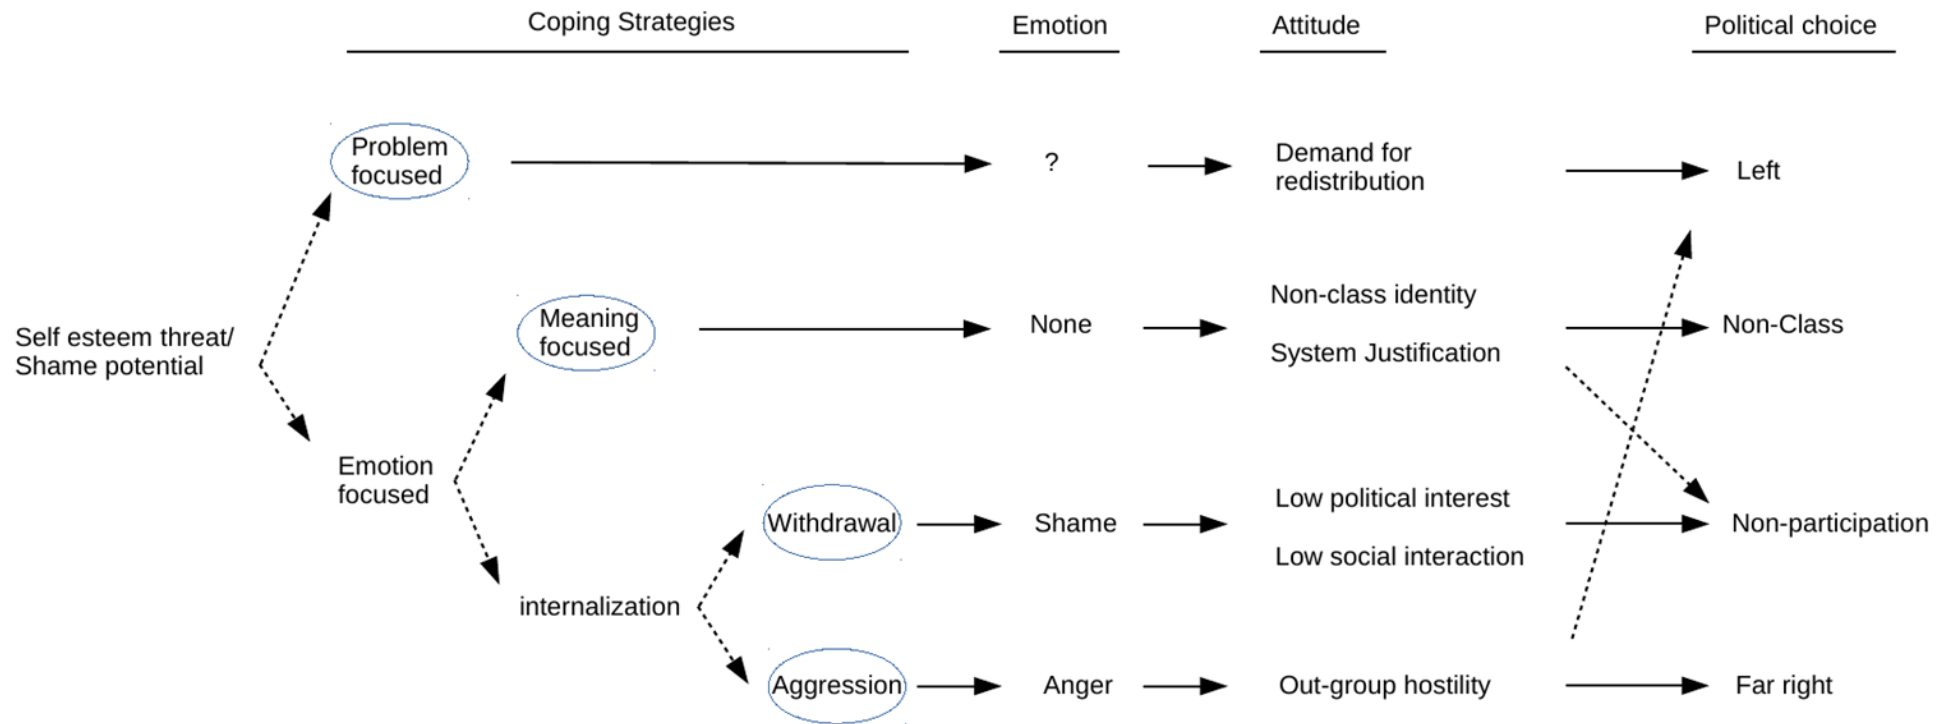 Coping Strategies
Emotion
Attitude
Political choice
Problem
focused
?
Demand for
redistribution
Left
Self esteem threat/
Shame potential
Meaning
focused
None
Non-class identity
System Justification
Non-Class
Emotion
focused
Withdrawal
Shame
Low political interest
Low social interaction
Non-participation
internalization
Aggression
Anger
Out-group hostility
Far right